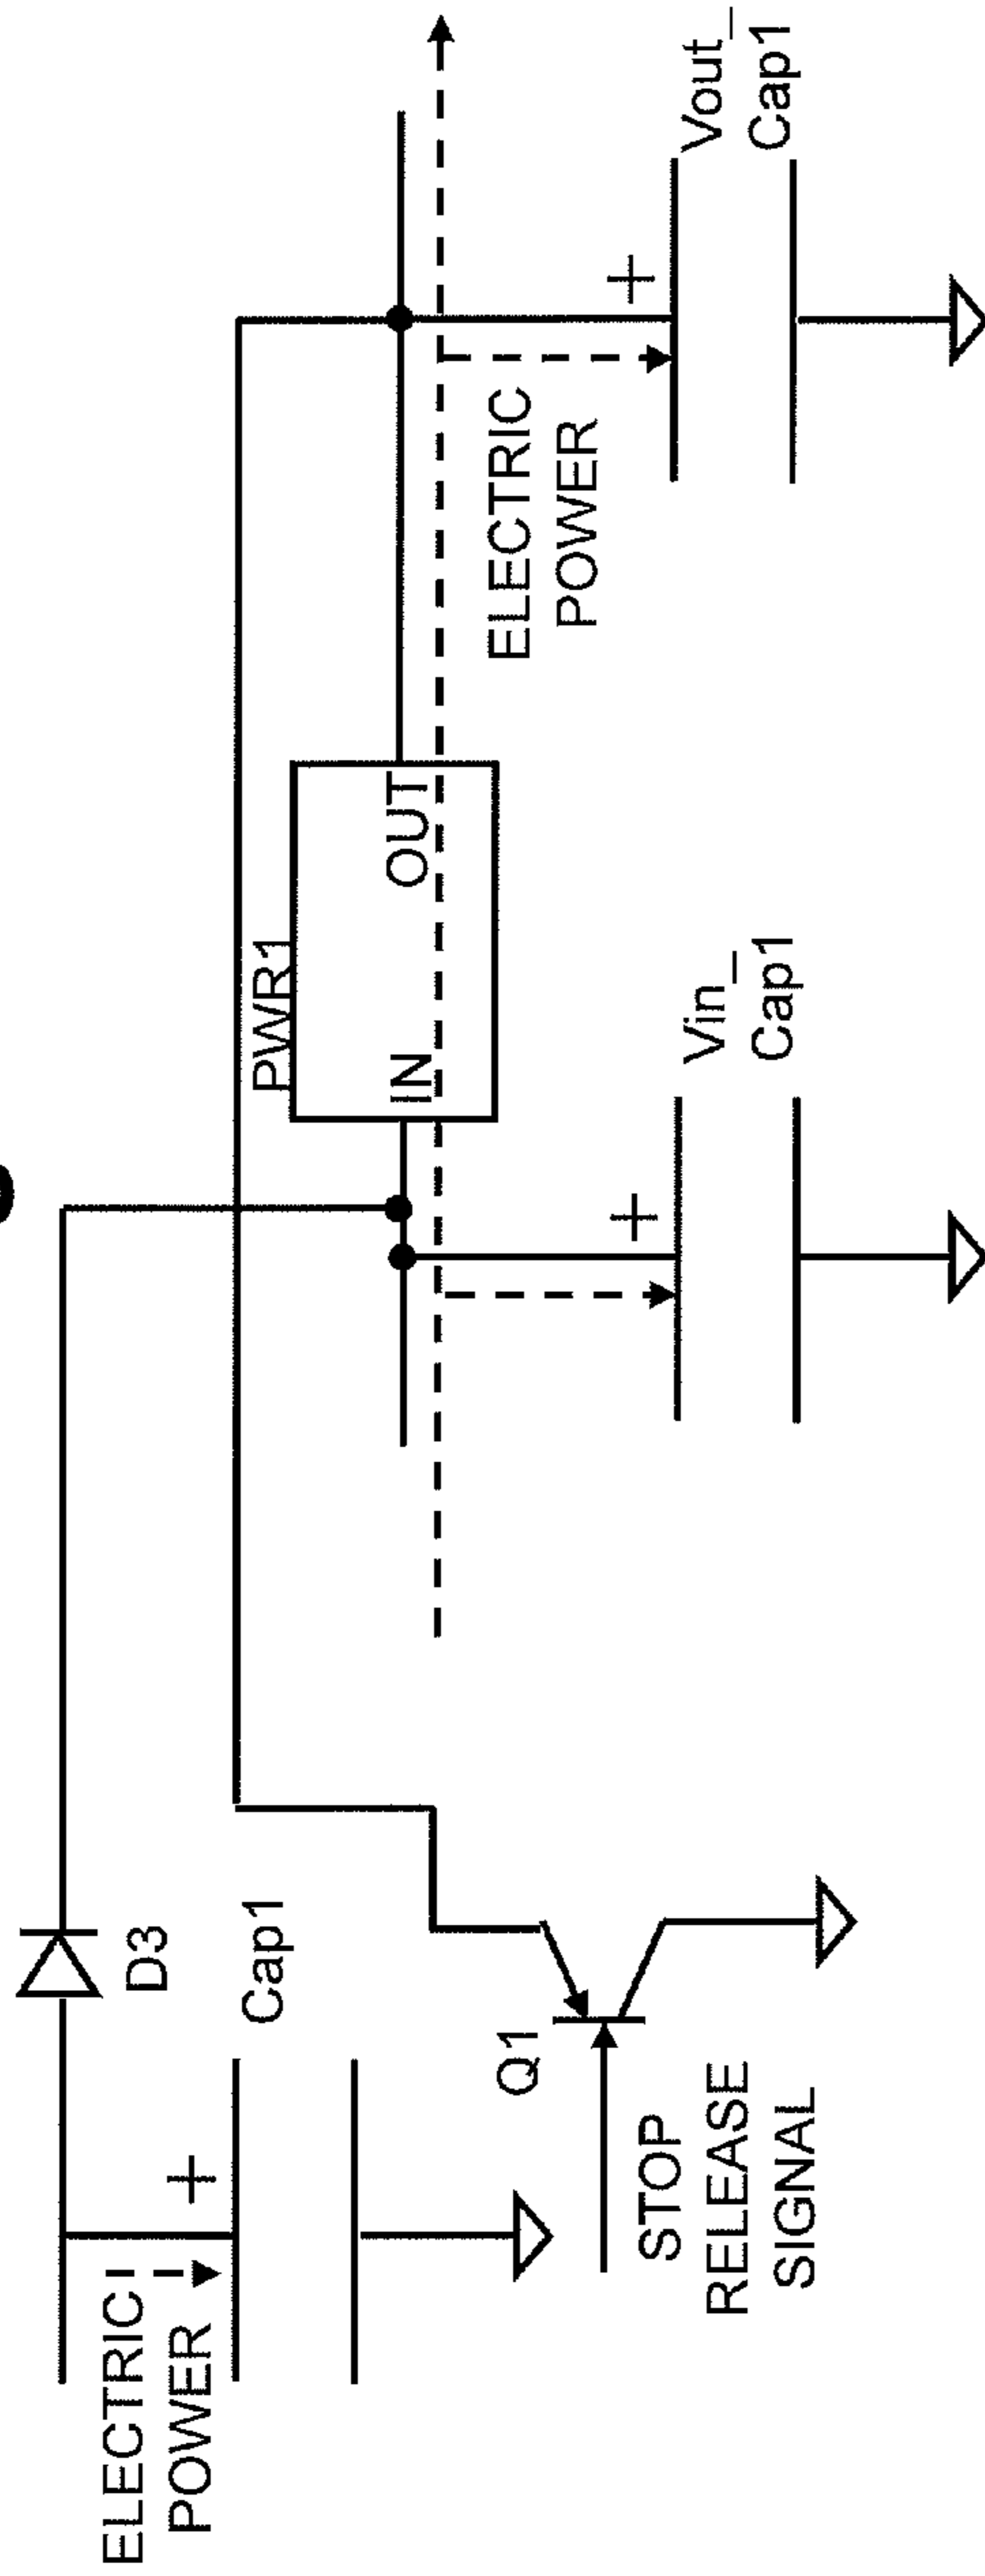 ELECTRIC
POWER
D3
Cap1
Q1
STOP
RELEASE
SIGNAL
PWR1
IN
OUT
Vin_
Cap1
ELECTRIC
POWER
Vout_
Cap1
+
+
+